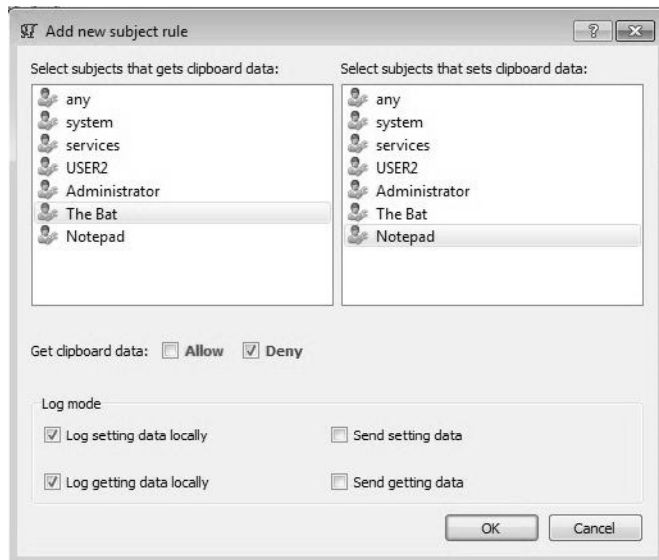 Add new subject rule
Select subjects that gets clipboard data:
any
system
services
USER2
Administrator
The Bat
Notepad
Select subjects that sets clipboard data:
any
system
services
USER2
Administrator
The Bat
Notepad
Get clipboard data: Allow Deny
Log mode
Log setting data locally Send setting data
Log getting data locally Send getting data
OK Cancel